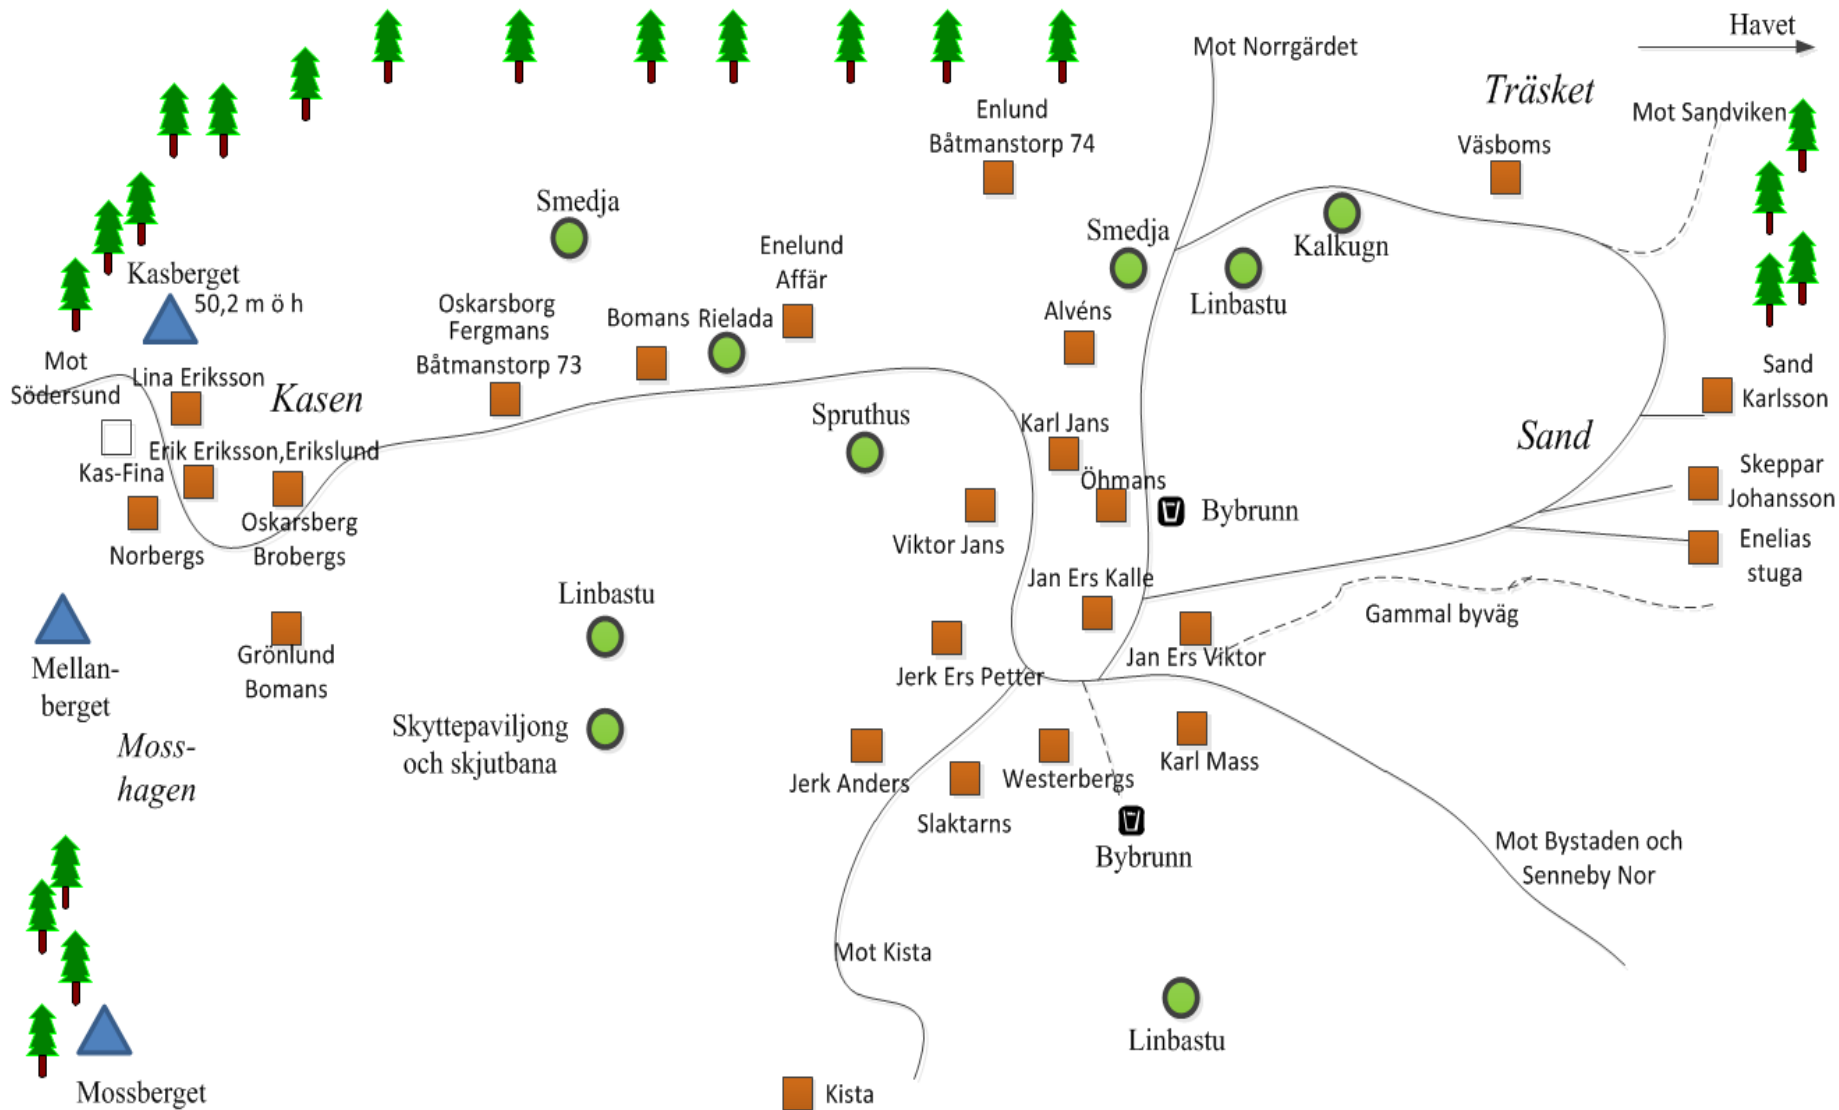 Havet
Mot Norrgärdet
Träsket
Mot Sandviken
Enlund
Båtmanstorp 74
Väsboms
Smedja
Smedja
Kalkugn
Enelund
Affär
Kasberget
50,2 m ö h
Linbastu
Oskarsborg
Fergmans
Båtmanstorp 73
Bomans
Rielada
Alvéns
Mot
Södersund
Lina Eriksson
Kasen
Sand
Karlsson
Spruthus
Karl Jans
Sand
Erik Eriksson,Erikslund
Kas-Fina
Öhmans
Skeppar
Johansson
Bybrunn
Oskarsberg
Brobergs
Norbergs
Viktor Jans
Enelias
stuga
Jan Ers Kalle
Linbastu
Gammal byväg
Grönlund
Bomans
Jan Ers Viktor
Mellan-
berget
Jerk Ers Petter
Skyttepaviljong
och skjutbana
Moss-
hagen
Jerk Anders
Westerbergs
Karl Mass
Slaktarns
Bybrunn
Mot Bystaden och
Senneby Nor
Mot Kista
Linbastu
Mossberget
Kista